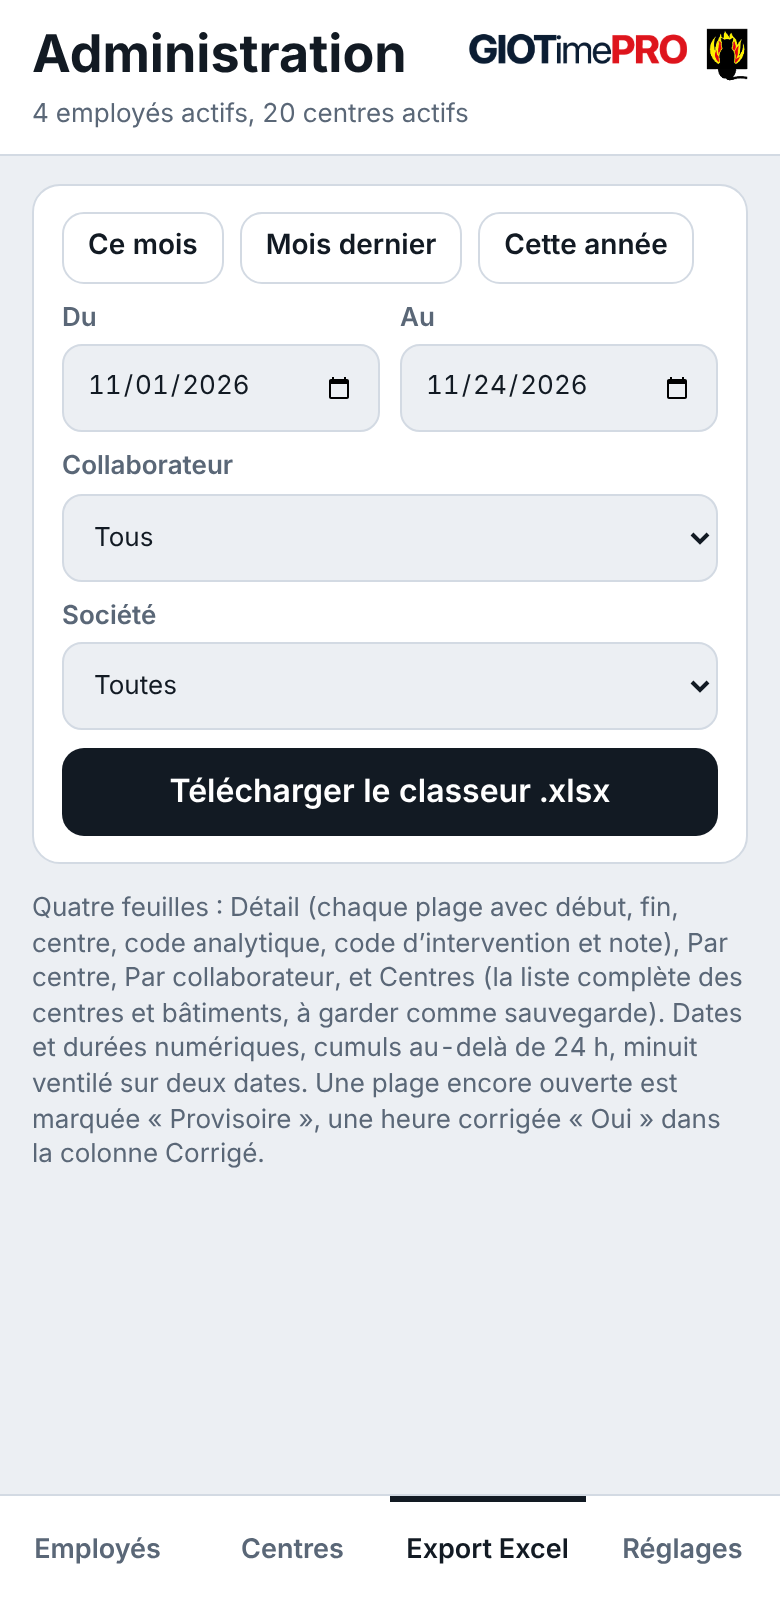 Administration
GIOTimePRO
4 employés actifs, 20 centres actifs
Ce mois
Mois dernier
Cette année
Du
Au
11/01/2026
11/24/2026
Collaborateur
Tous
Société
Toutes
Télécharger le classeur .xlsx
Quatre feuilles : Détail (chaque plage avec début, fin,
centre, code analytique, code d’intervention et note), Par
centre, Par collaborateur, et Centres (la liste complète des
centres et bâtiments, à garder comme sauvegarde). Dates
et durées numériques, cumuls au-delà de 24 h, minuit
ventilé sur deux dates. Une plage encore ouverte est
marquée « Provisoire », une heure corrigée « Oui » dans
la colonne Corrigé.
Employés
Centres
Export Excel
Réglages